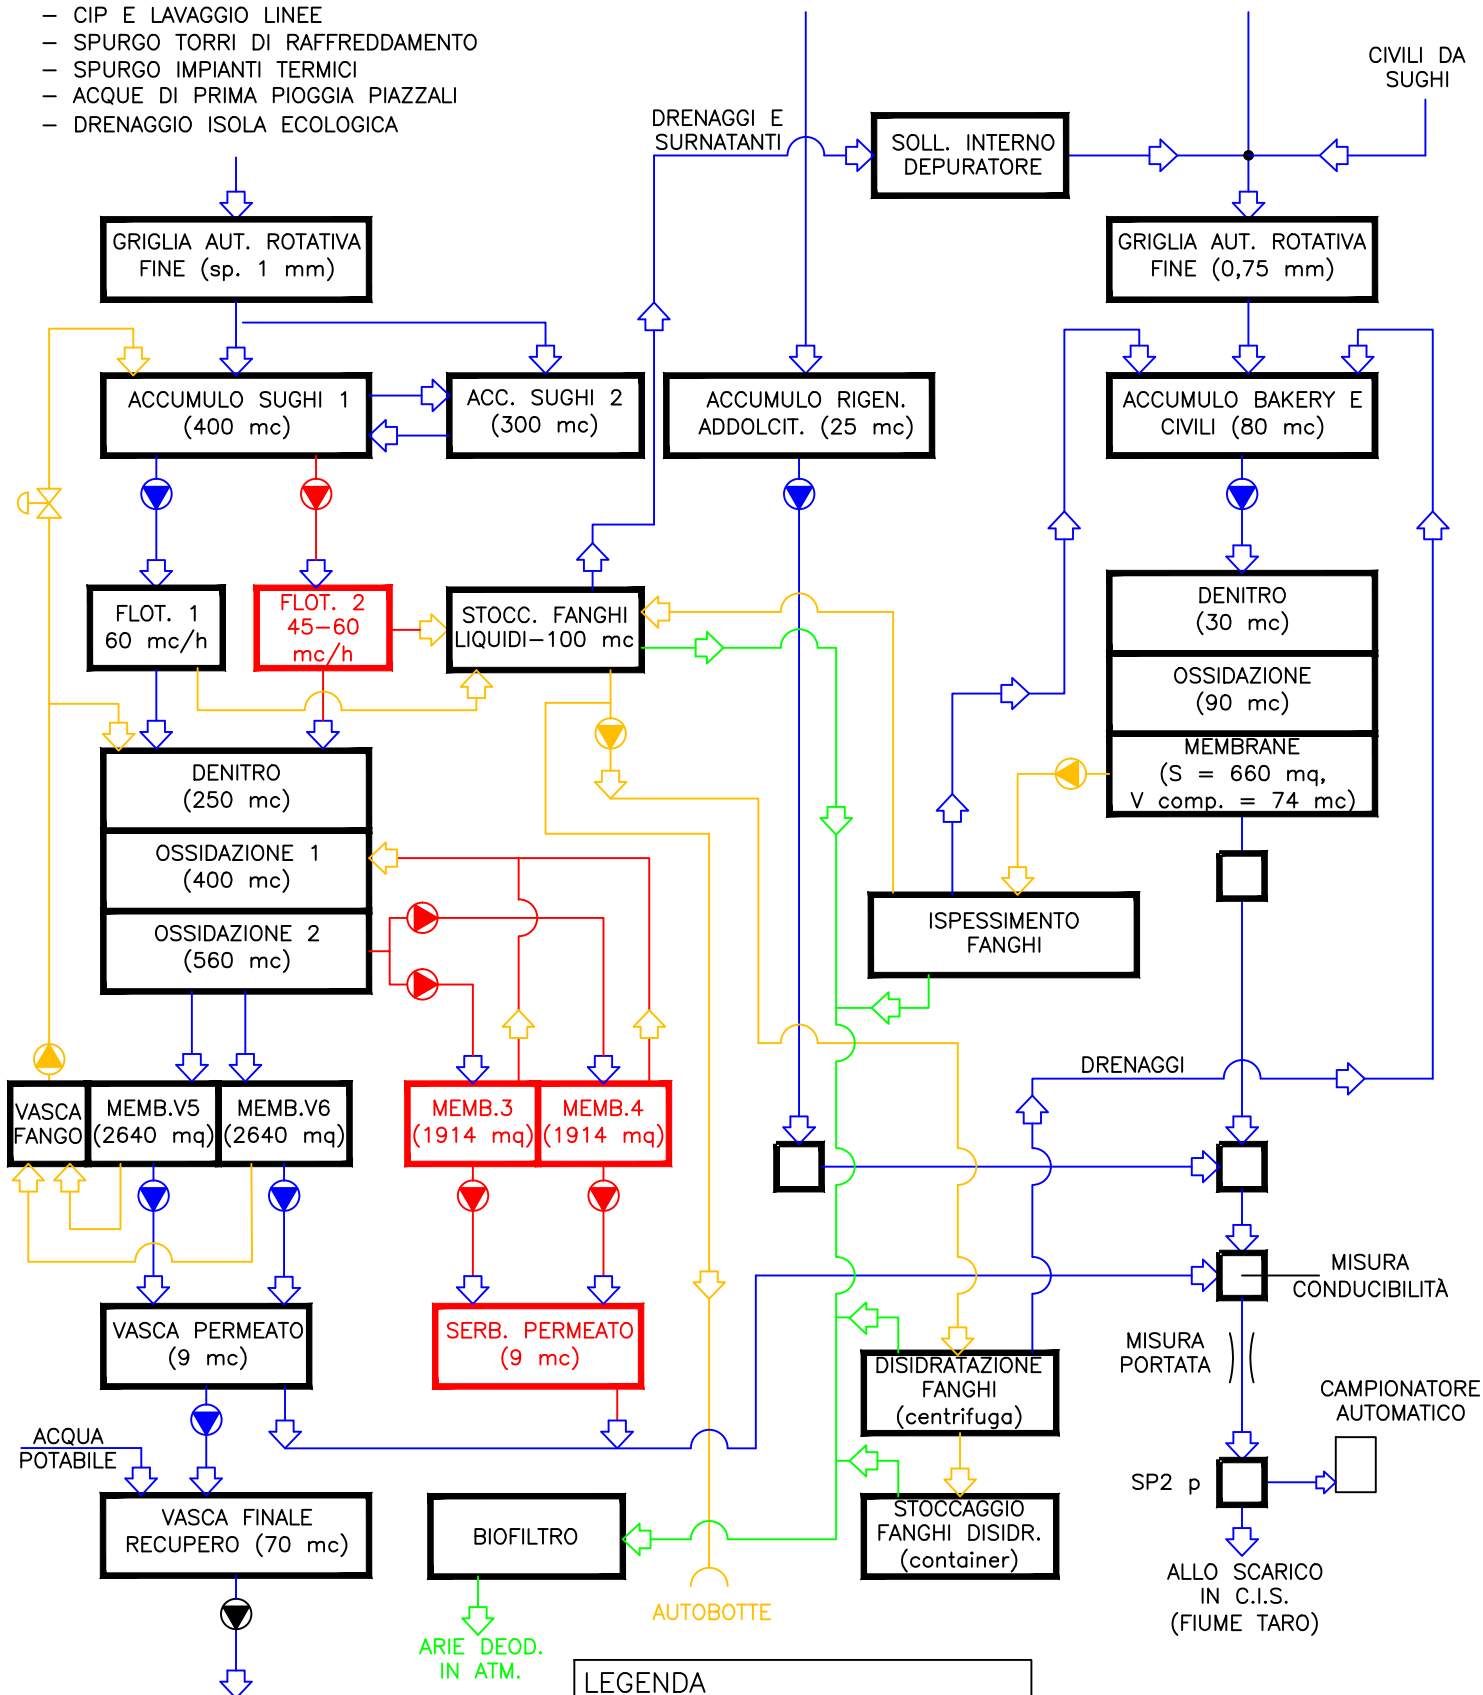 – CIP E LAVAGGIO LINEE
– SPURGO TORRI DI RAFFREDDAMENTO
– SPURGO IMPIANTI TERMICI
– ACQUE DI PRIMA PIOGGIA PIAZZALI
– DRENAGGIO ISOLA ECOLOGICA
CIVILI DA
SUGHI
DRENAGGI E
SURNATANTI
SOLL. INTERNO
DEPURATORE
GRIGLIA AUT. ROTATIVA
FINE (sp. 1 mm)
GRIGLIA AUT. ROTATIVA
FINE (0,75 mm)
ACCUMULO SUGHI 1
(400 mc)
ACC. SUGHI 2
(300 mc)
ACCUMULO RIGEN.
ADDOLCIT. (25 mc)
ACCUMULO BAKERY E
CIVILI (80 mc)
FLOT. 1
60 mc/h
FLOT. 2
45–60
mc/h
STOCC. FANGHI
LIQUIDI–100 mc
DENITRO
(30 mc)
OSSIDAZIONE
(90 mc)
MEMBRANE
(S = 660 mq,
V comp. = 74 mc)
DENITRO
(250 mc)
OSSIDAZIONE 1
(400 mc)
OSSIDAZIONE 2
(560 mc)
ISPESSIMENTO
FANGHI
DRENAGGI
VASCA
FANGO
MEMB.V5
(2640 mq)
MEMB.V6
(2640 mq)
MEMB.3
(1914 mq)
MEMB.4
(1914 mq)
MISURA
CONDUCIBILITÀ
VASCA PERMEATO
(9 mc)
SERB. PERMEATO
(9 mc)
MISURA
PORTATA
DISIDRATAZIONE
FANGHI
(centrifuga)
CAMPIONATORE
AUTOMATICO
ACQUA
POTABILE
SP2 p
VASCA FINALE
RECUPERO (70 mc)
BIOFILTRO
STOCCAGGIO
FANGHI DISIDR.
(container)
ALLO SCARICO
IN C.I.S.
(FIUME TARO)
AUTOBOTTE
ARIE DEOD.
IN ATM.
LEGENDA